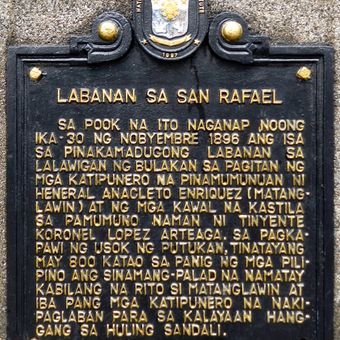 1997
LABANAN SA SAN RAFAEL
SA POOK NA ITO NAGANAP, NOONG
IKA-30 NG NOBYEMBRE 1896 ANG ISA
SA PINAKAMADUGONG LABANAN SA
LALAWIGAN NG BULAKAN SA PAGITAN NG
MGA KATIPUNERO NA PINAMUMUNUAN NI
HENERAL ANACLETO ENRIQUEZ (MATANG-
LAWIN) AT NG MGA KAWAL NA KASTILA
SA PAMUMUNO NAMAN NI TINYENTE
KORONEL LOPEZ ARTEAGA. SA PAGKA-
PAWI NG USOK NG PUTUKAN, TINATAYANG
MAY 800 KATAO SA PANIG NG MGA PILI-
PINO ANG SINAMANG-PALAD NA NAMATAY
KABILANG NA RITO SI MATANGLAWIN AT
IBA PANG MGA KATIPUNERO NA NAKI-
PAGLABAN PARA SA KALAYAAN HANG-
GANG SA HULING SANDALI.